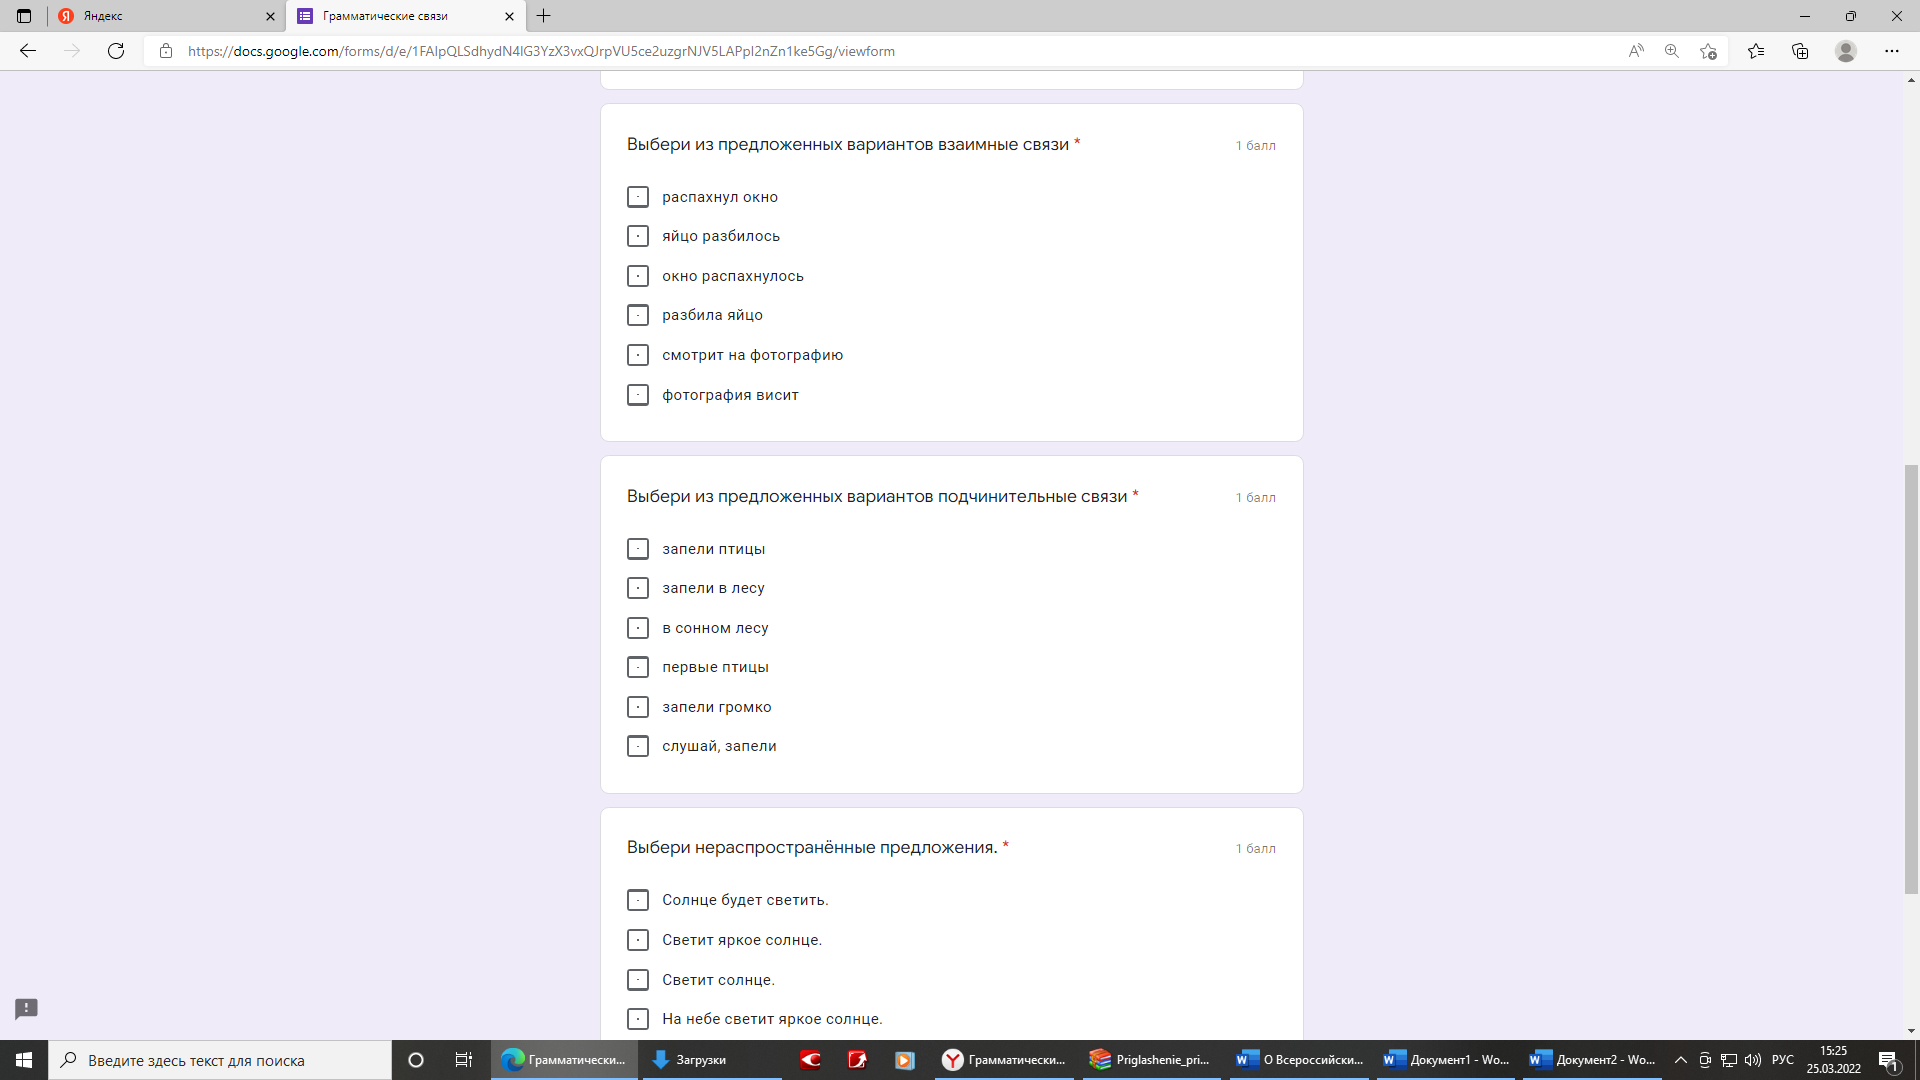 Яндекс
Грамматические связи
https://docs.google.com/forms/d/e/1FAIpQLSdhydN4lG3YzX3vxQJrpVU5ce2uzgrNJV5LAPpl2nZn1ke5Gg/viewform
Выбери из предложенных вариантов взаимные связи *
1 балл
распахнул окно
яйцо разбилось
окно распахнулось
разбила яйцо
смотрит на фотографию
фотография висит
Выбери из предложенных вариантов подчинительные связи *
1 балл
запели птицы
запели в лесу
в сонном лесу
первые птицы
запели громко
слушай, запели
Выбери нераспространённые предложения. *
1 балл
Солнце будет светить.
Светит яркое солнце.
Светит солнце.
На небе светит яркое солнце.
Введите здесь текст для поиска
Грамматически...
Загрузки
Грамматически...
Priglashenie_pri...
О Всероссийски...
Документ1 - Wo...
Документ2 - Wo...
РУС
15:25
25.03.2022
1